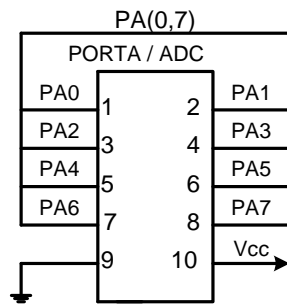 PA(0,7)
PORTA / ADC
PA0 1 2 PA1
PA2 3 4 PA3
PA4 5 6 PA5
PA6 7 8 PA7
9 10 Vcc